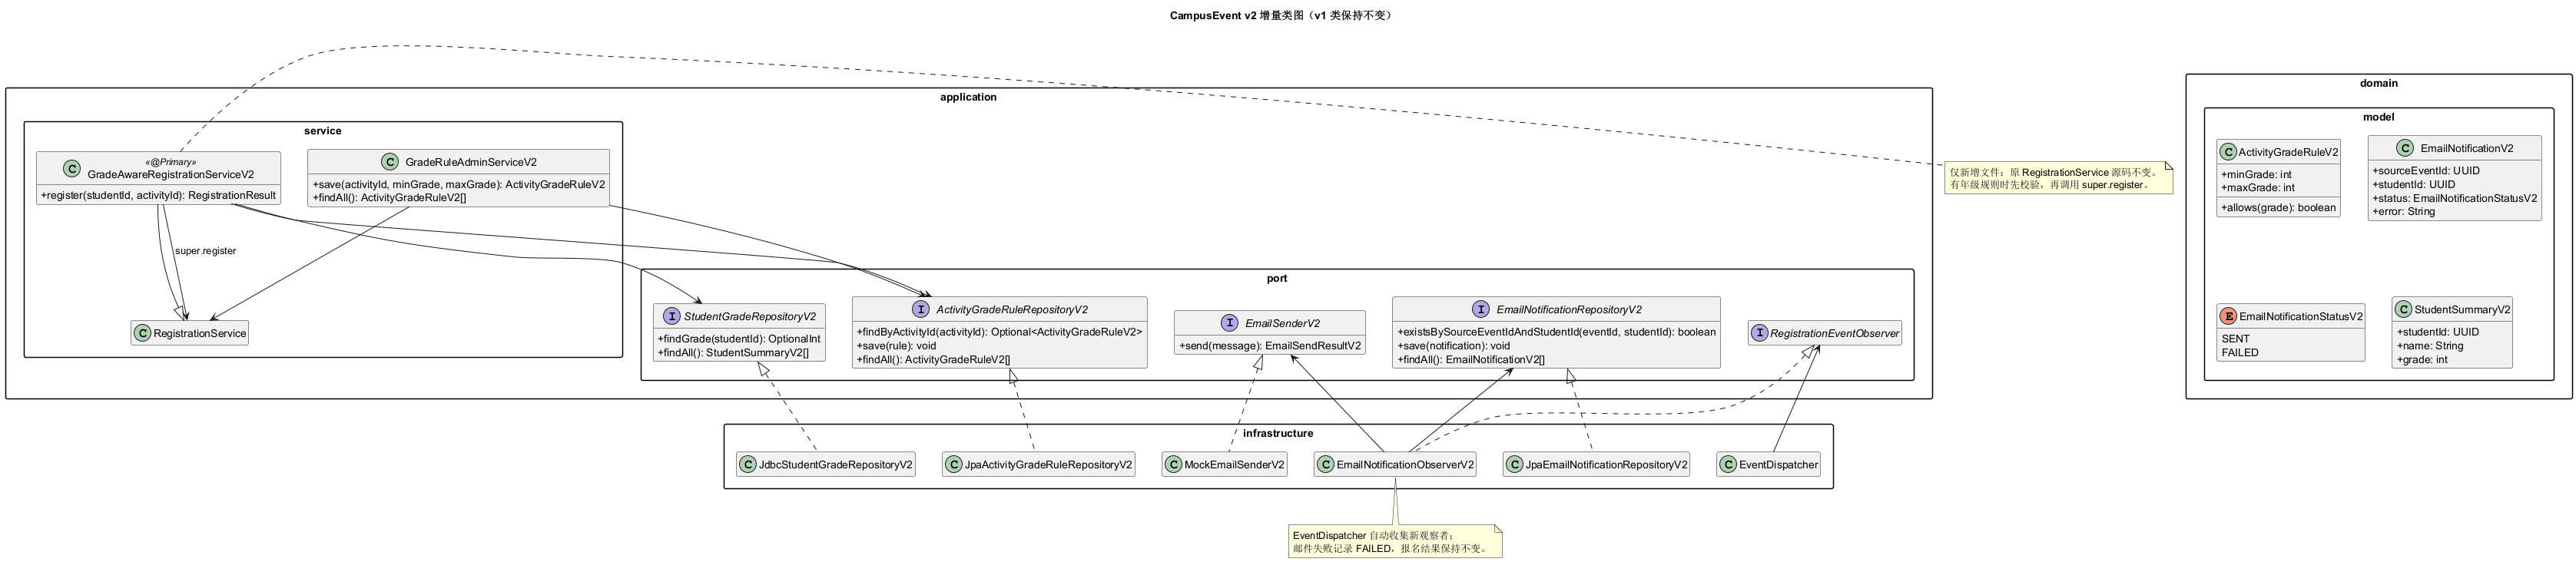 CampusEvent v2 增量类图（v1 类保持不变）
application
service
«@Primary»
C
GradeAwareRegistrationServiceV2
+register(studentId, activityId): RegistrationResult
C GradeRuleAdminServiceV2
+save(activityId, minGrade, maxGrade): ActivityGradeRuleV2
+findAll(): ActivityGradeRuleV2[]
super.register
C RegistrationService
port
I StudentGradeRepositoryV2
+findGrade(studentId): OptionalInt
+findAll(): StudentSummaryV2[]
I ActivityGradeRuleRepositoryV2
+findByActivityId(activityId): Optional<ActivityGradeRuleV2>
+save(rule): void
+findAll(): ActivityGradeRuleV2[]
I EmailSenderV2
+send(message): EmailSendResultV2
I EmailNotificationRepositoryV2
+existsBySourceEventIdAndStudentId(eventId, studentId): boolean
+save(notification): void
+findAll(): EmailNotificationV2[]
I RegistrationEventObserver
infrastructure
C JdbcStudentGradeRepositoryV2
C JpaActivityGradeRuleRepositoryV2
C MockEmailSenderV2
C EmailNotificationObserverV2
C JpaEmailNotificationRepositoryV2
C EventDispatcher
EventDispatcher 自动收集新观察者；
邮件失败记录 FAILED，报名结果保持不变。
仅新增文件：原 RegistrationService 源码不变。
有年级规则时先校验，再调用 super.register。
domain
model
C ActivityGradeRuleV2
+minGrade: int
+maxGrade: int
+allows(grade): boolean
C EmailNotificationV2
+sourceEventId: UUID
+studentId: UUID
+status: EmailNotificationStatusV2
+error: String
E EmailNotificationStatusV2
SENT
FAILED
C StudentSummaryV2
+studentId: UUID
+name: String
+grade: int